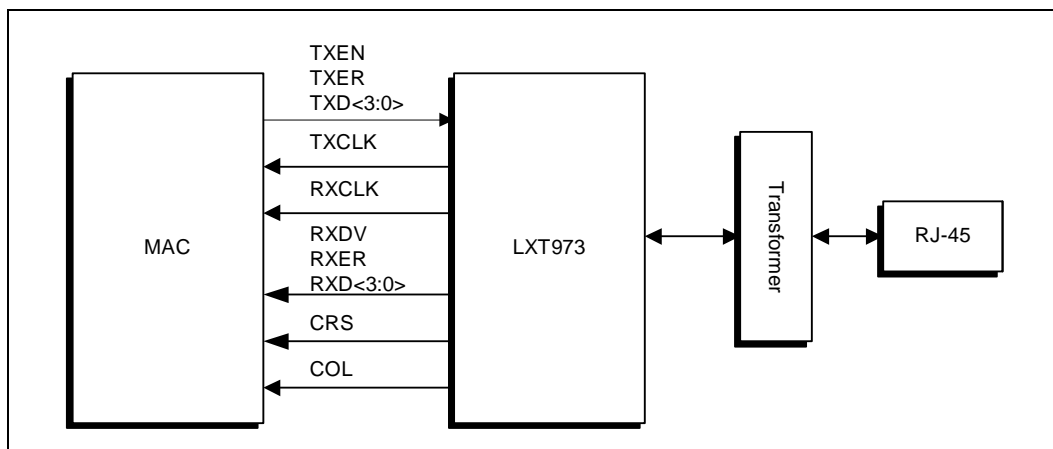 TXEN
TXER
TXD<3:0>
TXCLK
RXCLK
RXDV
RXER
RXD<3:0>
CRS
COL
MAC
LXT973
Transformer
RJ-45